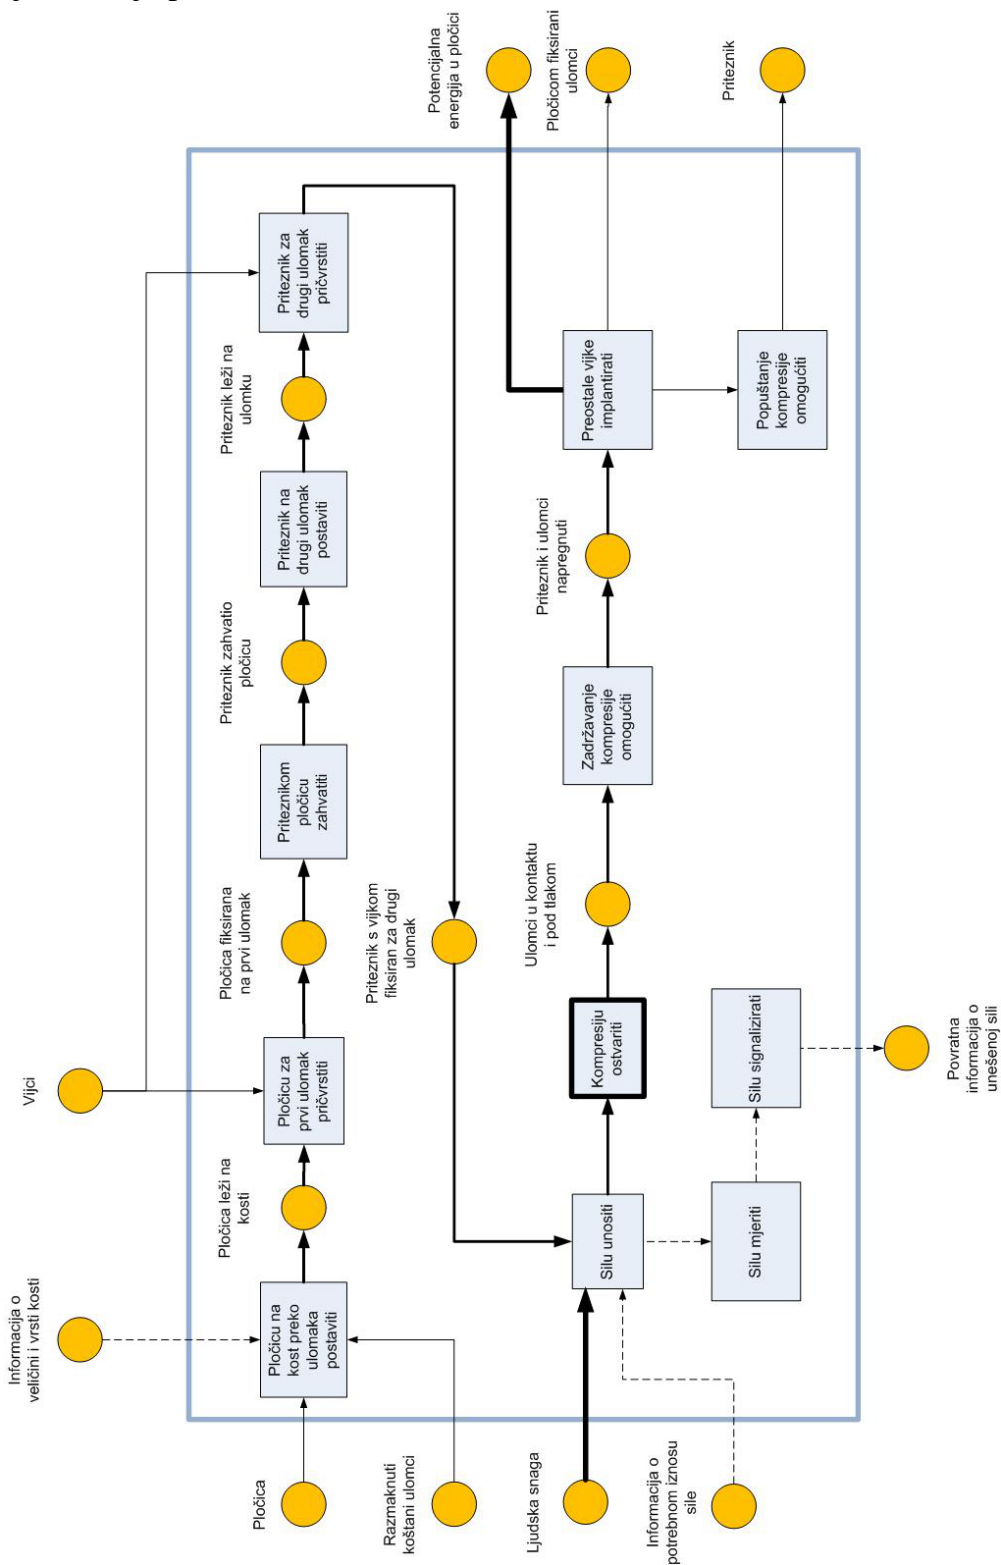 Informacija o
veličini i vrsti kosti
Vijci
Pločica
Pločicu na
kost preko
ulomaka
postaviti
Pločica leži na
kosti
Pločicu za
prvi ulomak
pričvrstiti
Pločica fiksirana
na prvi ulomak
Priteznikom
pločicu
zahvatiti
Priteznik zahvatio
pločicu
Priteznik na
drugi ulomak
postaviti
Priteznik leži na
ulomku
Priteznik za
drugi ulomak
pričvrstiti
Razmaknuti
koštani ulomci
Priteznik s vijkom
fiksiran za drugi
ulomak
Potencijalna
energija u pločici
Ljudska snaga
Silu unositi
Kompresiju
ostvariti
Ulomci u kontaktu
i pod tlakom
Zadržavanje
kompresije
omogućiti
Priteznik i ulomci
napregnuti
Preostale vijke
implantirati
Pločicom fiksirani
ulomci
Informacija o
potrebnom iznosu
sile
Silu mjeriti
Silu signalizirati
Popuštanje
kompresije
omogućiti
Priteznik
Povratna
informacija o
unešenoj sili